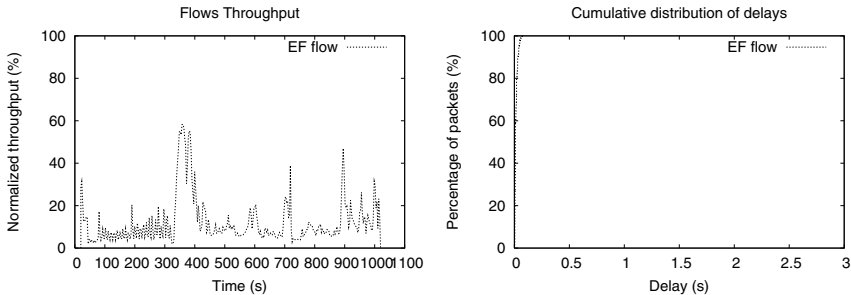 Flows Throughput
Normalized throughput (%)
100
80
60
40
20
0
EF flow
0 100 200 300 400 500 600 700 800 900 1000 1100
Time (s)
Cumulative distribution of delays
Percentage of packets (%)
100
80
60
40
20
0
EF flow
0 0.5 1 1.5 2 2.5 3
Delay (s)